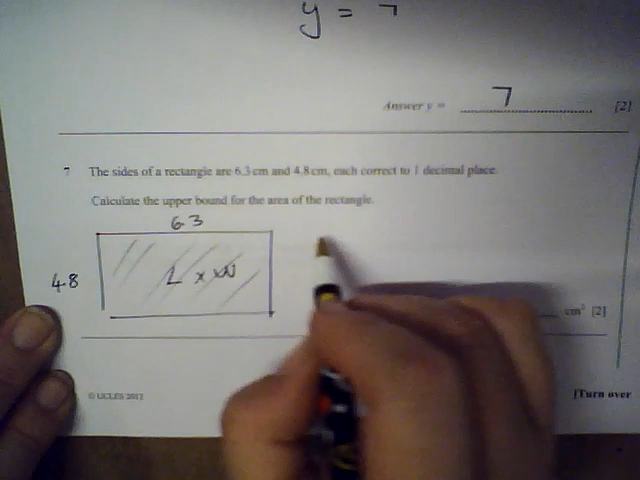 y = 7
Answer y = 7 [2]
7 The sides of a rectangle are 6.3 cm and 4.8 cm, each correct to 1 decimal place.
Calculate the upper bound for the area of the rectangle.
6.3
4.8
L x W
cm² [2]
© UCLES 2012
[Turn over